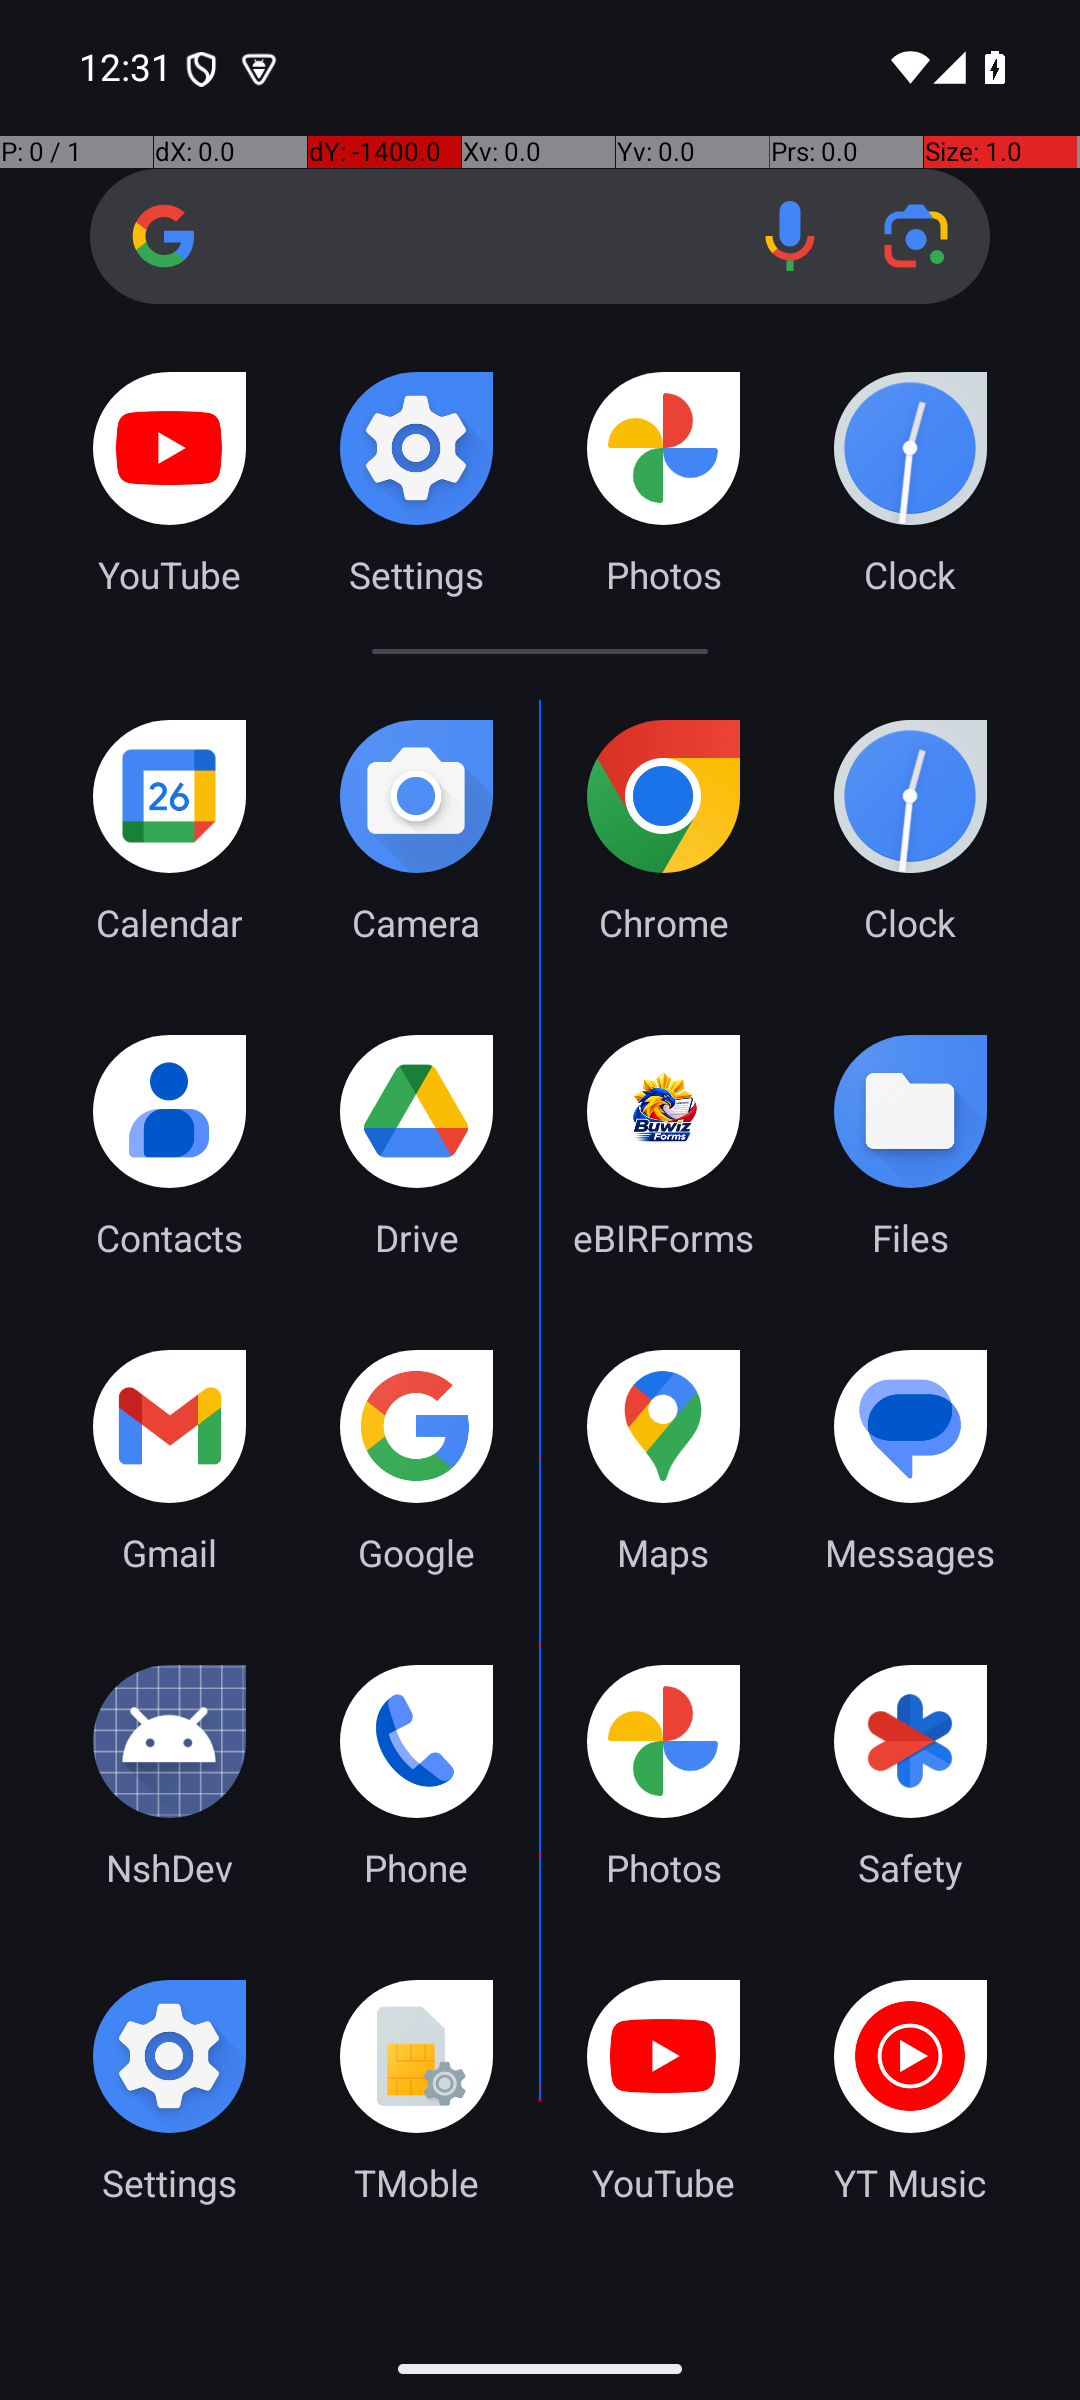 12:31
P: 0 / 1 dX: 0.0 dY: -1400.0 Xv: 0.0 Yv: 0.0 Prs: 0.0 Size: 1.0
YouTube Settings Photos Clock
26
Calendar Camera Chrome Clock
Buwiz
Forms
Contacts Drive eBIRForms Files
Gmail Google Maps Messages
NshDev Phone Photos Safety
Settings TMoble YouTube YT Music